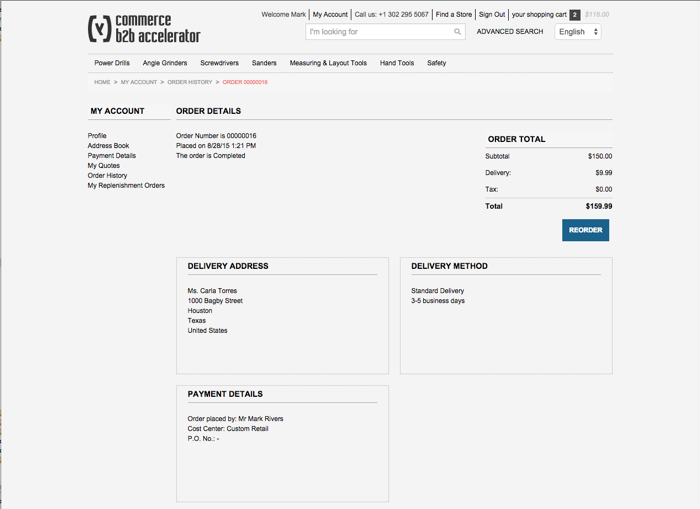 commerce
b2b accelerator
Welcome Mark | My Account | Call us: +1 302 295 5067 | Find a Store | Sign Out | your shopping cart 2 $118.00
I'm looking for
ADVANCED SEARCH
English
Power Drills Angle Grinders Screwdrivers Sanders Measuring & Layout Tools Hand Tools Safety
HOME > MY ACCOUNT > ORDER HISTORY > ORDER 00000016
MY ACCOUNT
Profile
Address Book
Payment Details
My Quotes
Order History
My Replenishment Orders
ORDER DETAILS
Order Number is 00000016
Placed on 8/28/15 1:21 PM
The order is Completed
ORDER TOTAL
Subtotal $150.00
Delivery: $9.99
Tax: $0.00
Total $159.99
REORDER
DELIVERY ADDRESS
Ms. Carla Torres
1000 Bagby Street
Houston
Texas
United States
DELIVERY METHOD
Standard Delivery
3-5 business days
PAYMENT DETAILS
Order placed by: Mr Mark Rivers
Cost Center: Custom Retail
P.O. No.: -